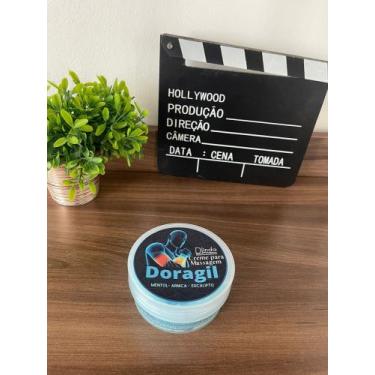 HOLLYWOOD
PRODUÇÃO
DIREÇÃO
CÂMERA
DATA : CENA TOMADA
Creme para
Massagem
Doragil
MENTOL - ARNICA - EUCALIPTO